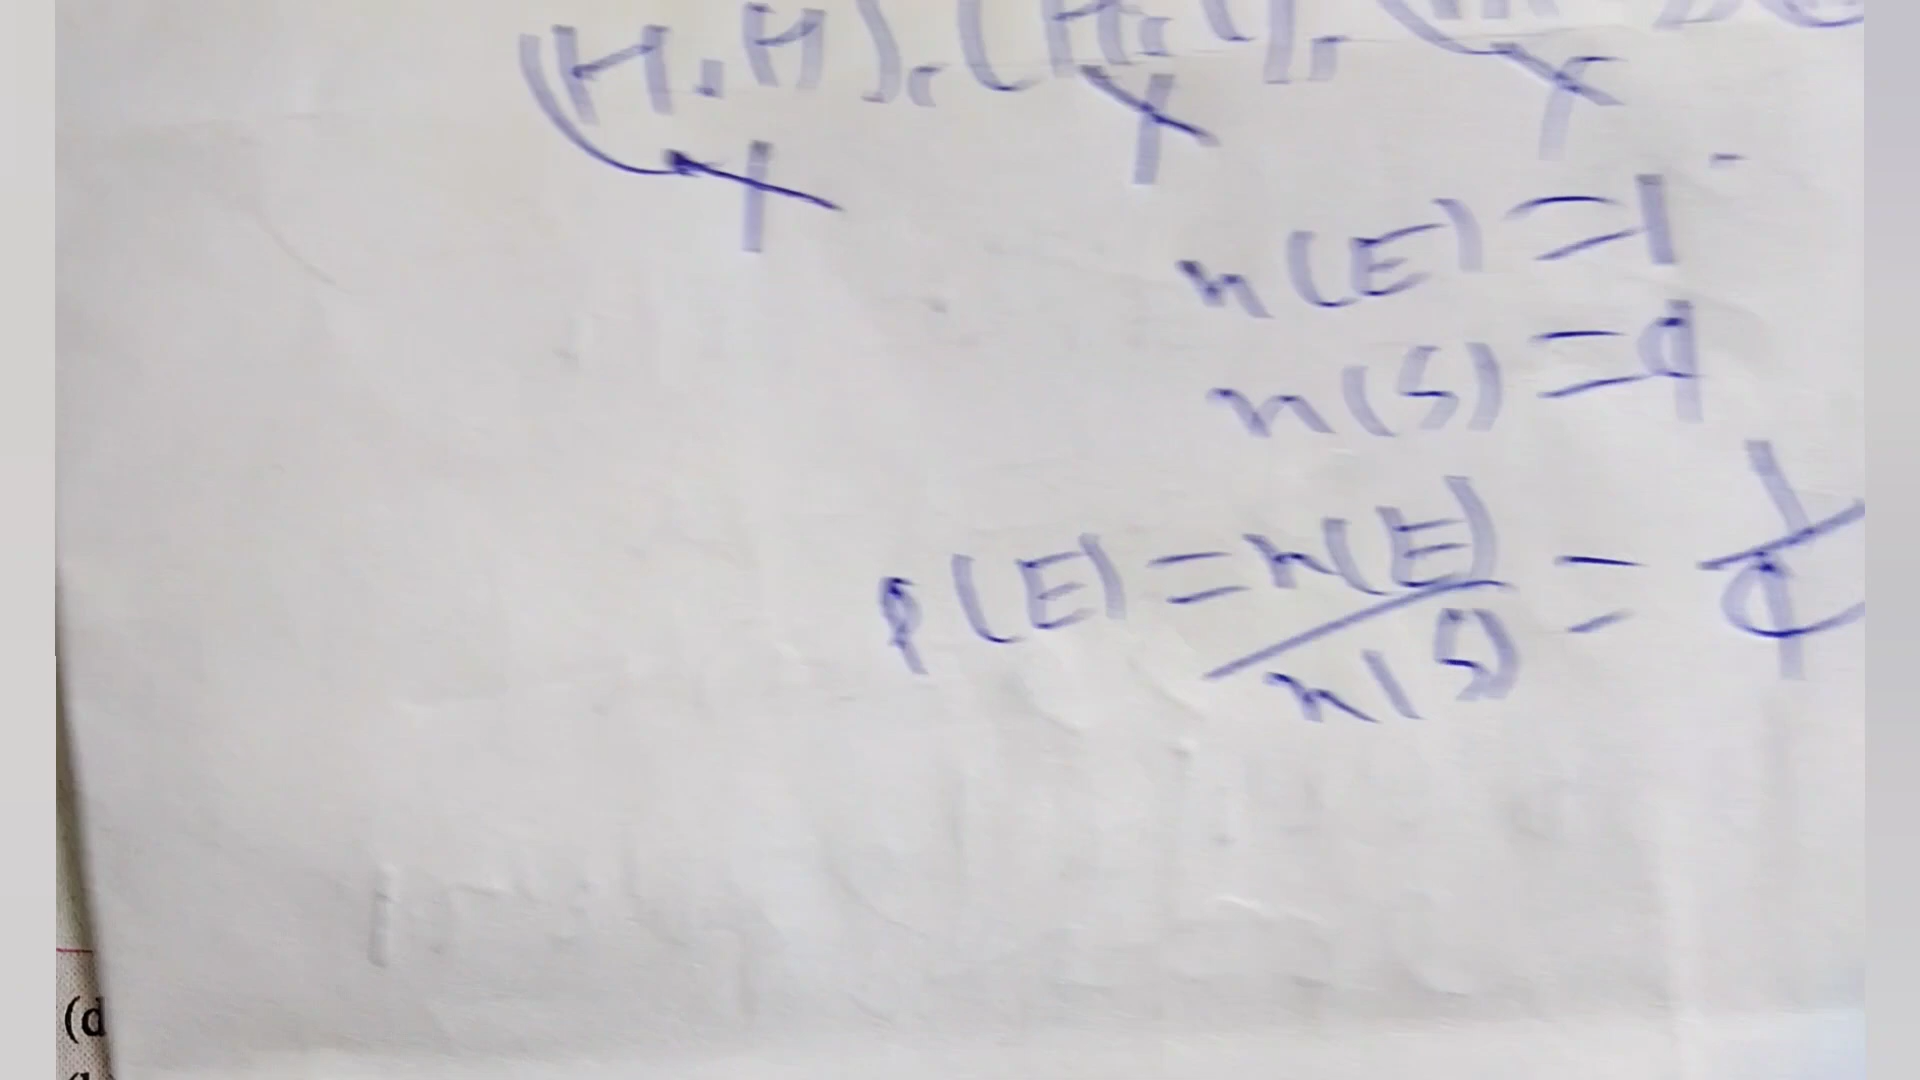 (H,H),(H,T),
n(E)=1
n(S)=4
P(E)=n(E)/n(S)=1/4
(d